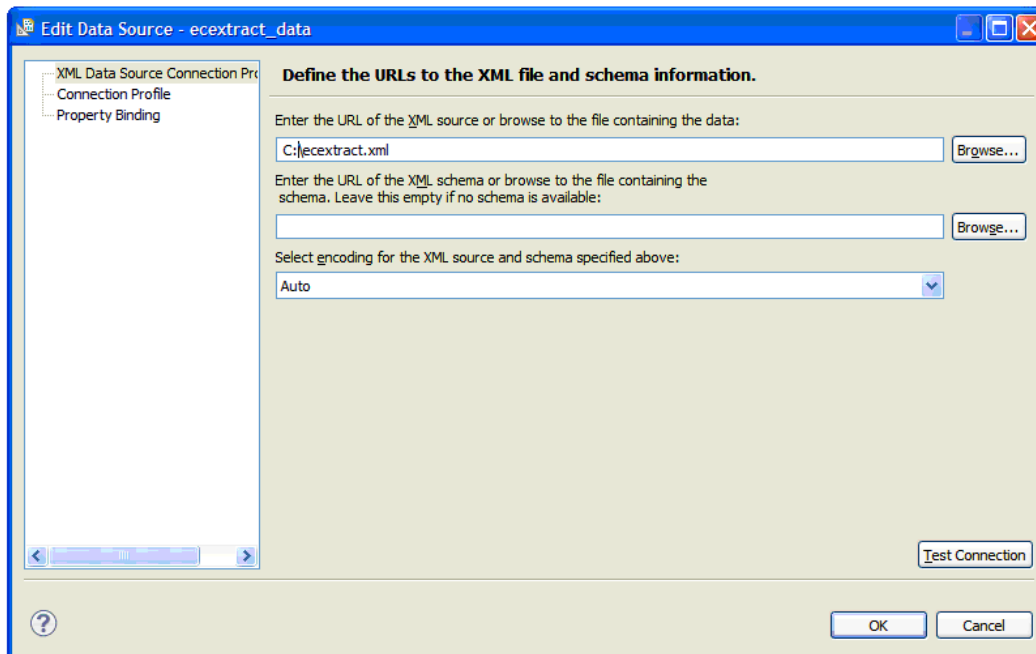 Edit Data Source - ecextract_data
XML Data Source Connection Pro
Connection Profile
Property Binding
Define the URLs to the XML file and schema information.
Enter the URL of the XML source or browse to the file containing the data:
C:\ecextract.xml
Browse...
Enter the URL of the XML schema or browse to the file containing the
schema. Leave this empty if no schema is available:
Browse...
Select encoding for the XML source and schema specified above:
Auto
Test Connection
?
OK
Cancel